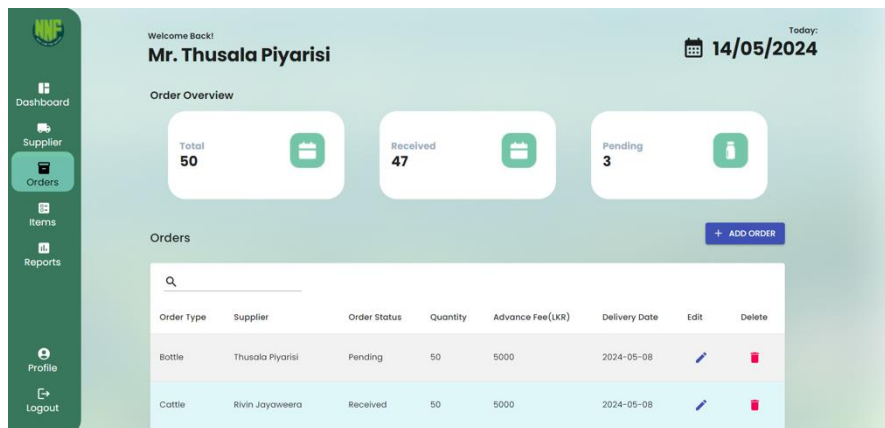 NNF
Dashboard
Supplier
Orders
Items
Reports
Profile
Logout
Welcome Back!
Mr. Thusala Piyarisi
Today:
14/05/2024
Order Overview
Total
50
Received
47
Pending
3
Orders
+ ADD ORDER
Order Type Supplier Order Status Quantity Advance Fee(LKR) Delivery Date Edit Delete
Bottle Thusala Piyarisi Pending 50 5000 2024-05-08
Cattle Rivin Jayaweera Received 50 5000 2024-05-08